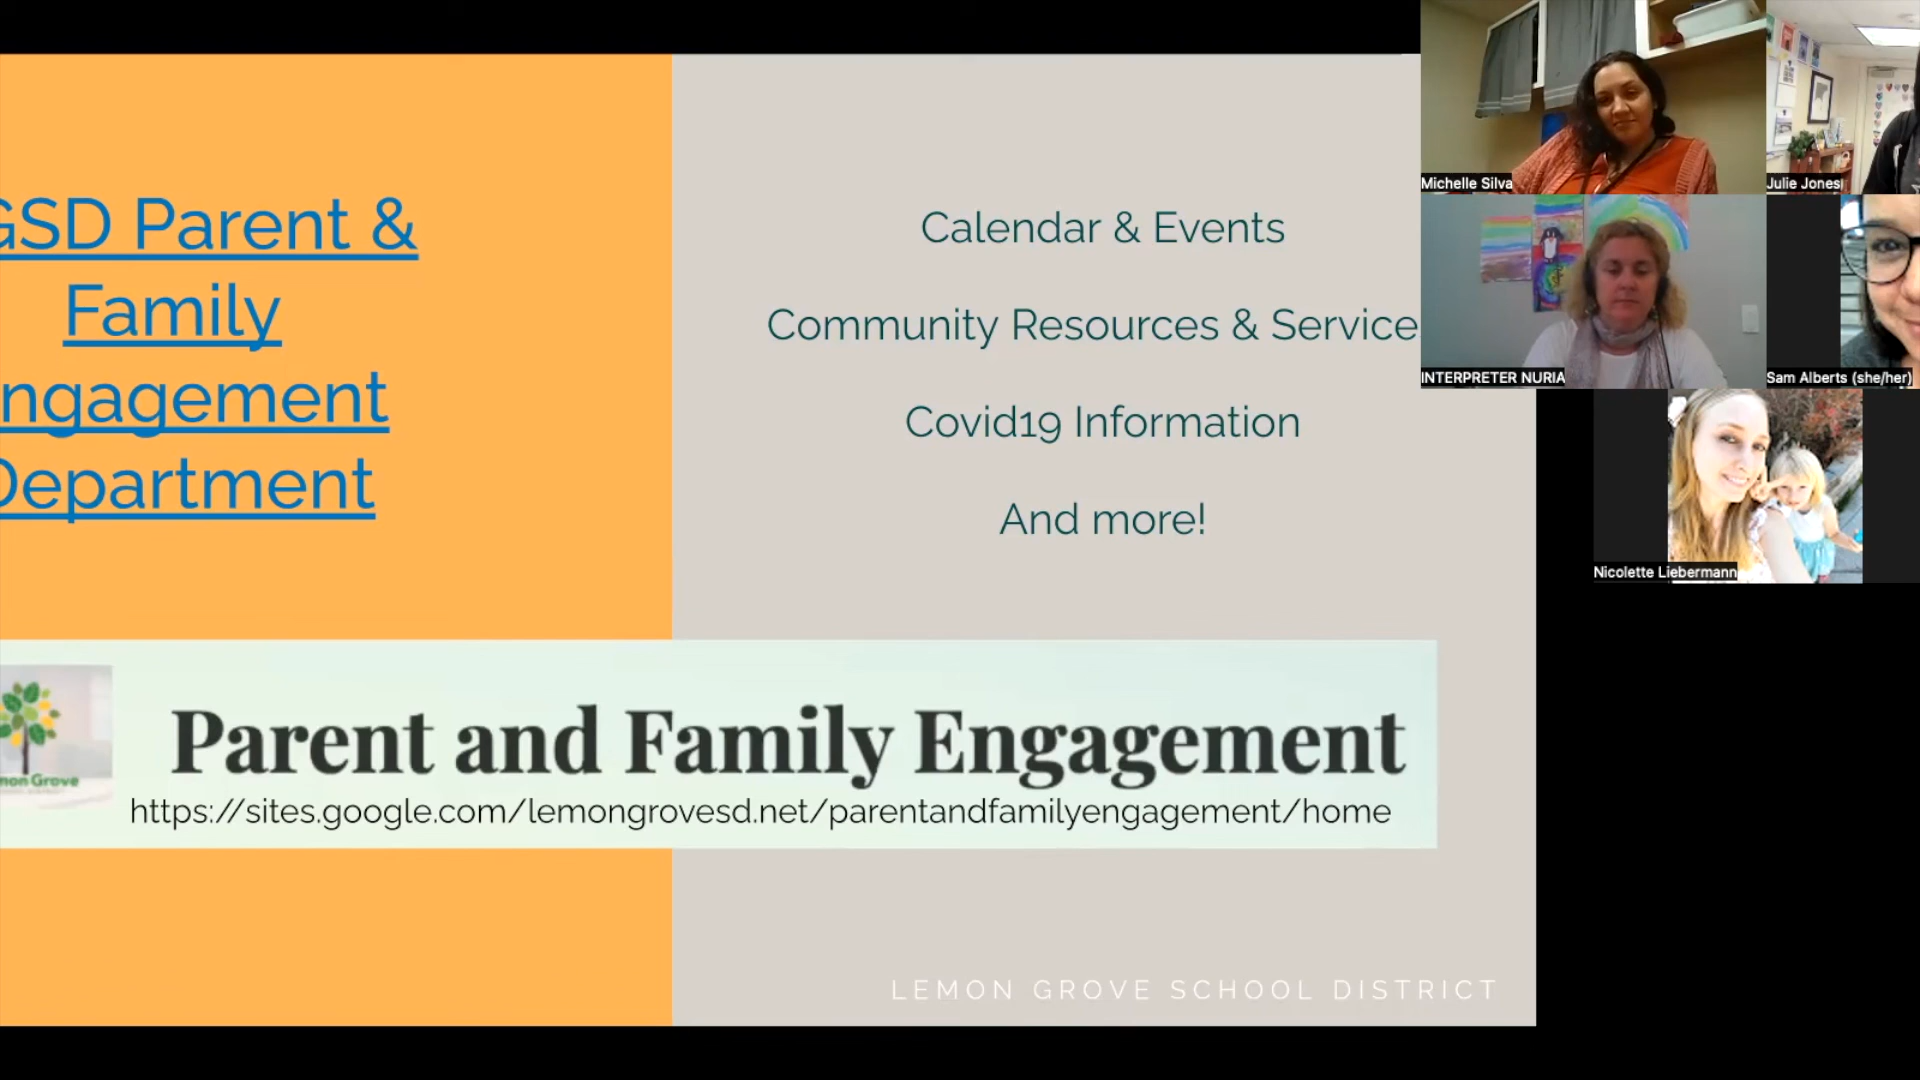 GSD Parent &
Family
ngagement
Department
Calendar & Events
Community Resources & Service
Covid19 Information
And more!
mon Grove
Parent and Family Engagement
https://sites.google.com/lemongrovesd.net/parentandfamilyengagement/home
LEMON GROVE SCHOOL DISTRICT
Michelle Silva
Julie Jones
INTERPRETER NURIA
Sam Alberts (she/her)
Nicolette Liebermann